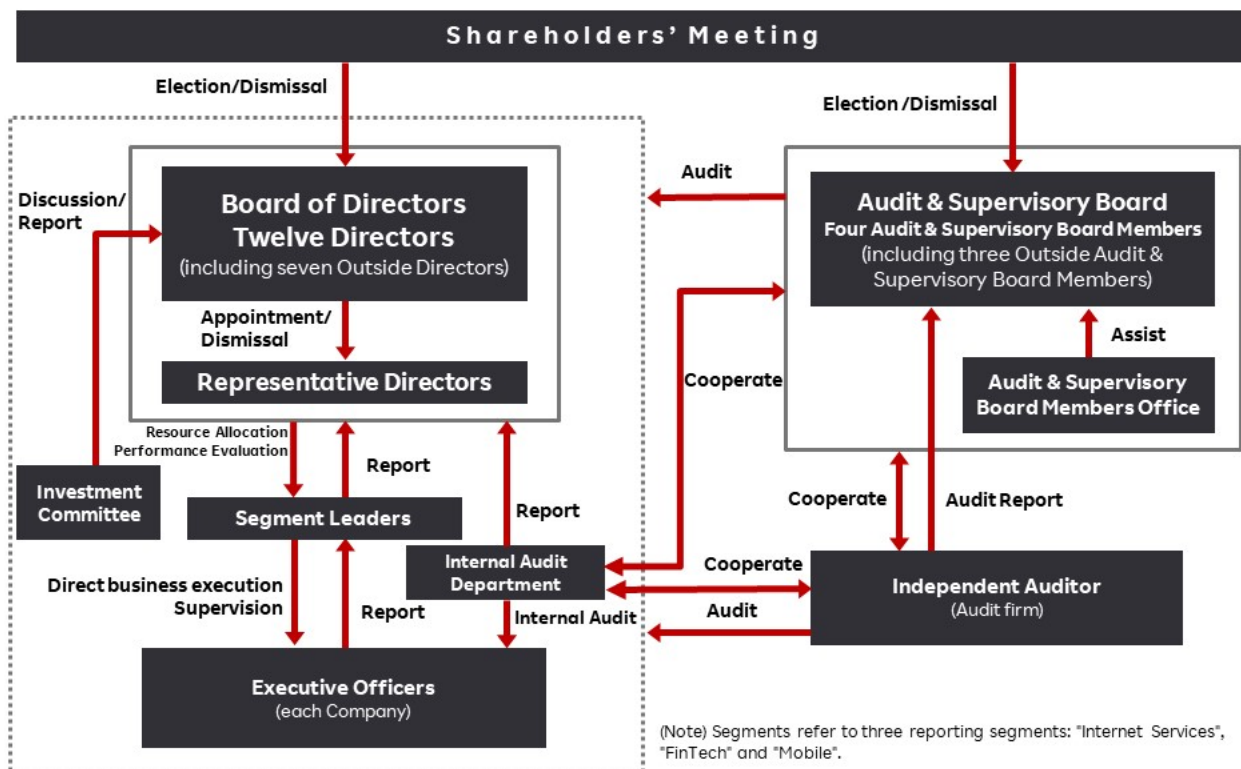 Shareholders' Meeting
Election/Dismissal
Election /Dismissal
Discussion/
Report
Board of Directors
Twelve Directors
(including seven Outside Directors)
Appointment/
Dismissal
Representative Directors
Audit
Audit & Supervisory Board
Four Audit & Supervisory Board Members
(including three Outside Audit &
Supervisory Board Members)
Assist
Audit & Supervisory
Board Members Office
Cooperate
Resource Allocation
Performance Evaluation
Report
Investment
Committee
Segment Leaders
Report
Cooperate
Audit Report
Internal Audit
Department
Cooperate
Independent Auditor
(Audit firm)
Direct business execution
Supervision
Report
Internal Audit
Audit
Executive Officers
(each Company)
(Note) Segments refer to three reporting segments: "Internet Services",
"FinTech" and "Mobile".